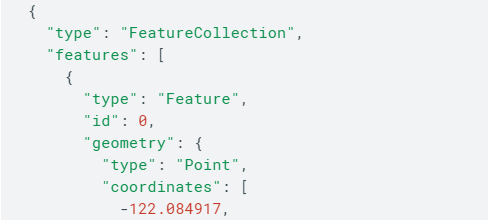 {
"type": "FeatureCollection",
"features": [
{
"type": "Feature",
"id": 0,
"geometry": {
"type": "Point",
"coordinates": [
-122.084917,